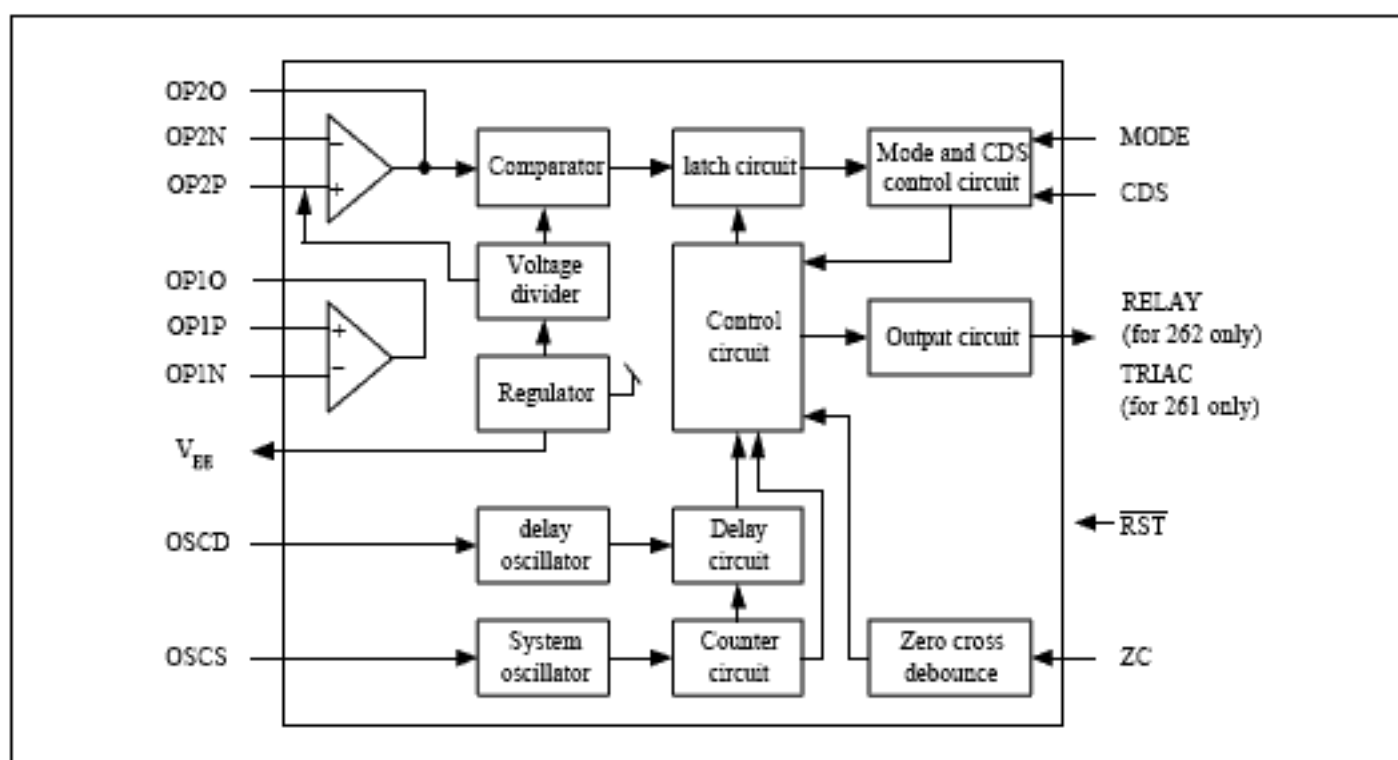 OP2O
OP2N
OP2P
OP1O
OP1P
OP1N
VEE
OSCD
OSCS
−
+
+
−
Comparator
latch circuit
Mode and CDS
control circuit
Voltage
divider
Control
circuit
Output circuit
Regulator
delay
oscillator
Delay
circuit
System
oscillator
Counter
circuit
Zero cross
debounce
MODE
CDS
RELAY
(for 262 only)
TRIAC
(for 261 only)
RST
ZC